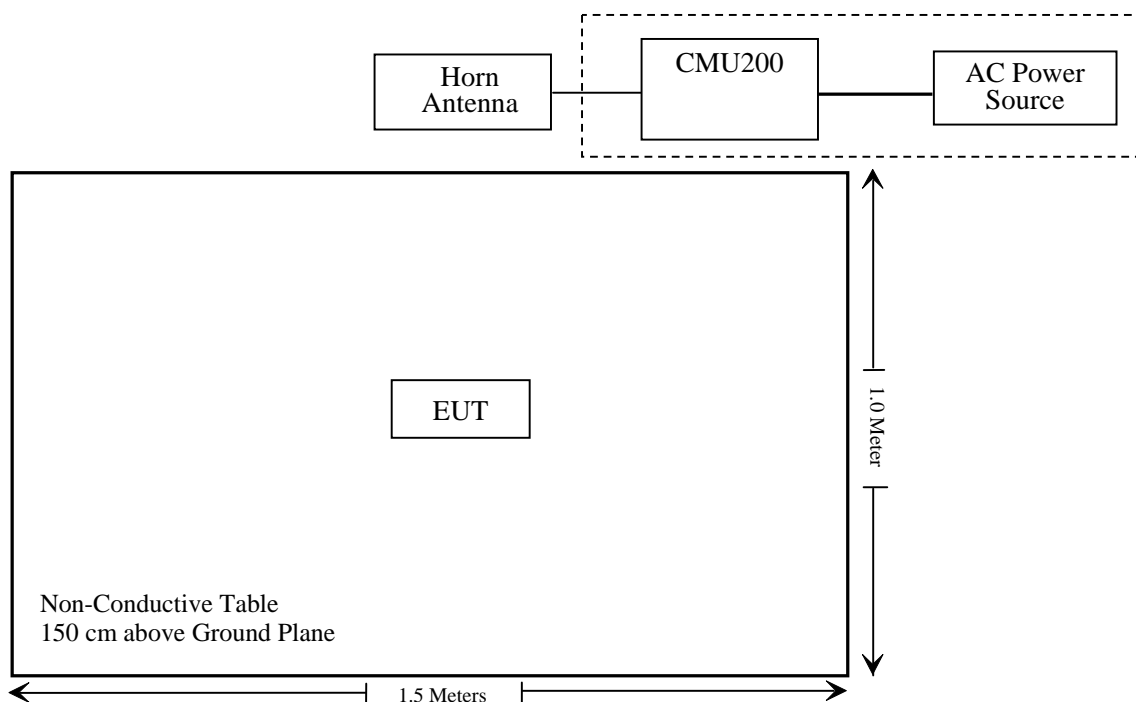 Horn
Antenna
CMU200
AC Power
Source
EUT
1.0 Meter
Non-Conductive Table
150 cm above Ground Plane
1.5 Meters